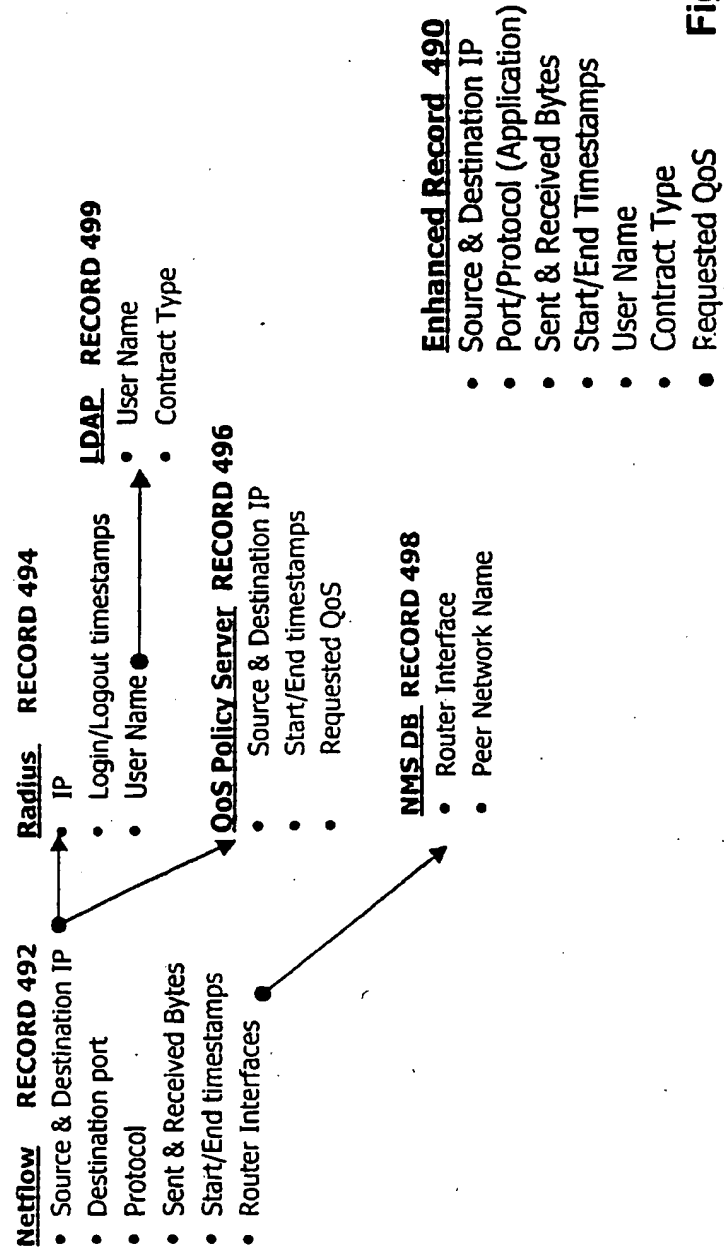 Netflow RECORD 492
• Source & Destination IP
• Destination port
• Protocol
• Sent & Received Bytes
• Start/End timestamps
• Router Interfaces
Radius RECORD 494
• IP
• Login/Logout timestamps
• User Name
LDAP RECORD 499
• User Name
• Contract Type
QoS Policy Server RECORD 496
• Source & Destination IP
• Start/End timestamps
• Requested QoS
NMS DB RECORD 498
• Router Interface
• Peer Network Name
Enhanced Record 490
• Source & Destination IP
• Port/Protocol (Application)
• Sent & Received Bytes
• Start/End Timestamps
• User Name
• Contract Type
• Requested QoS